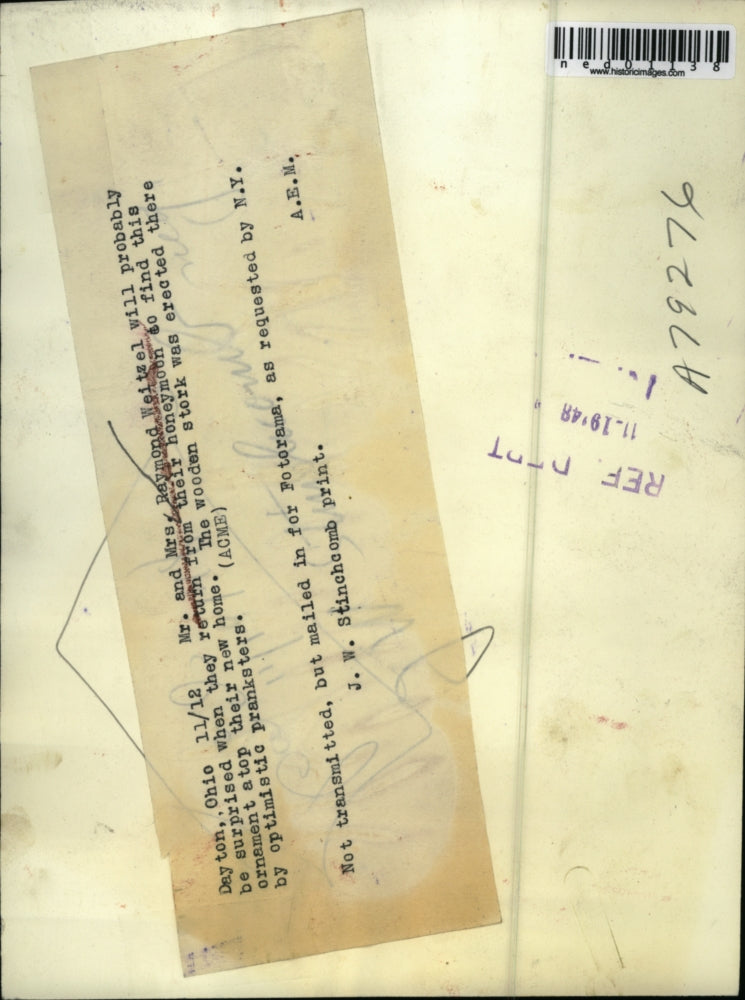 Dayton,, Ohio 11/12 Mr. and Mrs. Raymond Weitzel will probably
be surprised when they return from their honeymoon to find this
ornament atop their new home. The wooden stork was erected there
by optimistic pranksters. (ACME)
Not transmitted, but mailed in for Fotorama, as requested by N.Y.
J. W. Stinchcomb print. A.E.M.
ned01138
www.historicimages.com
A79276
11-19'48
REF DEPT